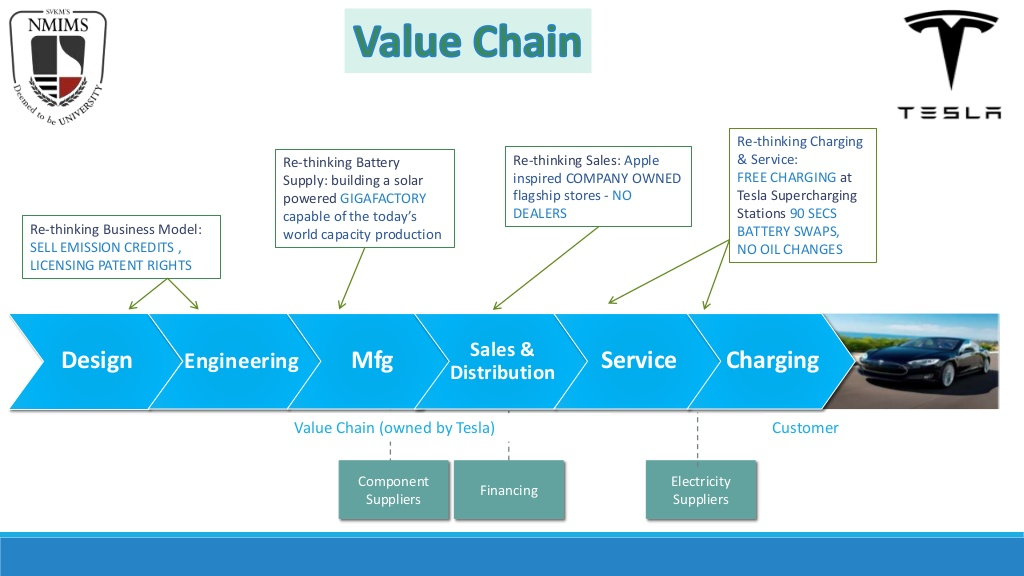 SVKM'S
NMIMS
Deemed to be UNIVERSITY
Value Chain
TESLA
Re-thinking Business Model:
SELL EMISSION CREDITS ,
LICENSING PATENT RIGHTS
Re-thinking Battery
Supply: building a solar
powered GIGAFACTORY
capable of the today's
world capacity production
Re-thinking Sales: Apple
inspired COMPANY OWNED
flagship stores - NO
DEALERS
Re-thinking Charging
& Service:
FREE CHARGING at
Tesla Supercharging
Stations 90 SECS
BATTERY SWAPS,
NO OIL CHANGES
Design
Engineering
Mfg
Sales &
Distribution
Service
Charging
Value Chain (owned by Tesla)
Customer
Component
Suppliers
Financing
Electricity
Suppliers